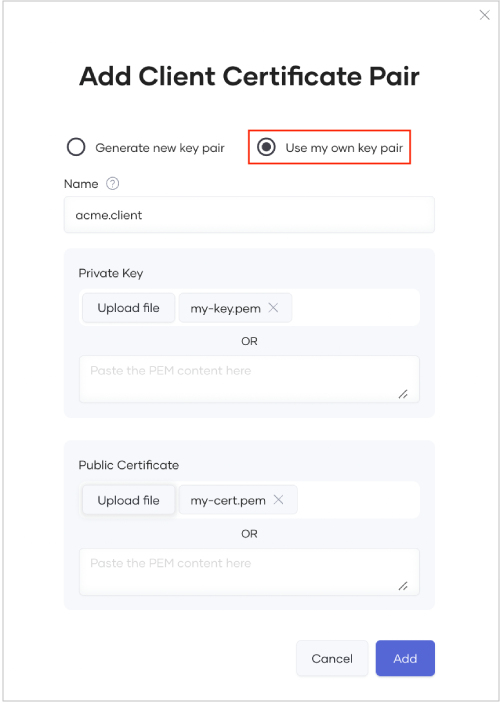 Add Client Certificate Pair
Generate new key pair Use my own key pair
Name ?
acme.client
Private Key
Upload file my-key.pem ×
OR
Paste the PEM content here
Public Certificate
Upload file my-cert.pem ×
OR
Paste the PEM content here
Cancel Add